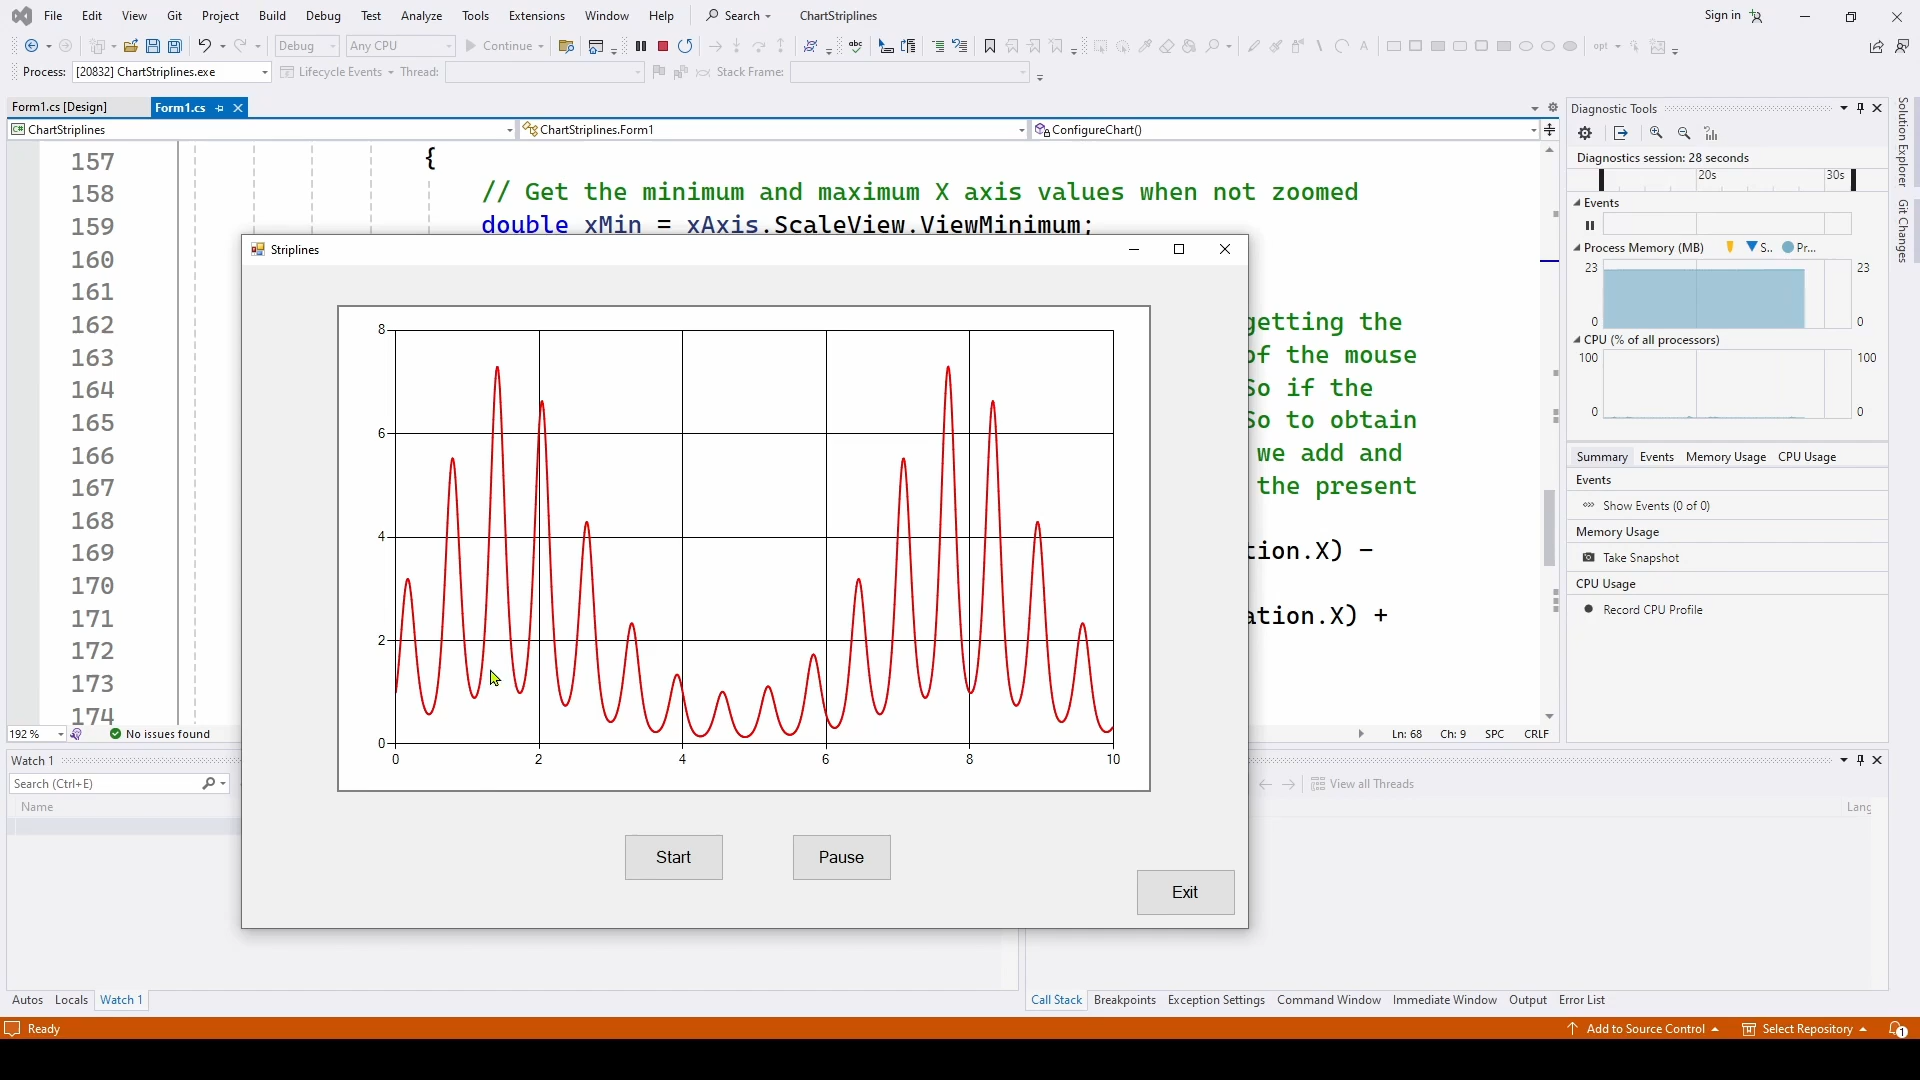 File Edit View Git Project Build Debug Test Analyze Tools Extensions Window Help Search ChartStriplines Sign in
Debug Any CPU Continue abc A opt
Process: [20832] ChartStriplines.exe Lifecycle Events Thread: Stack Frame:
Form1.cs [Design] Form1.cs
ChartStriplines ChartStriplines.Form1 ConfigureChart()
157 {
158 // Get the minimum and maximum X axis values when not zoomed
159 double xMin = xAxis.ScaleView.ViewMinimum;
160
161
162 getting the
163 of the mouse
164 So if the
165 So to obtain
166 we add and
167 the present
168
169 tion.X) -
170
171 ation.X) +
172
173
174
Striplines
8
6
4
2
0
0 2 4 6 8 10
Start Pause
Exit
192 % No issues found Ln: 68 Ch: 9 SPC CRLF
Watch 1
Search (Ctrl+E)
Name
View all Threads
Lang
Autos Locals Watch 1
Call Stack Breakpoints Exception Settings Command Window Immediate Window Output Error List
Diagnostic Tools
Diagnostics session: 28 seconds
20s 30s
Events
Process Memory (MB) S.. Pr...
23 23
0 0
CPU (% of all processors)
100 100
0 0
Summary Events Memory Usage CPU Usage
Events
Show Events (0 of 0)
Memory Usage
Take Snapshot
CPU Usage
Record CPU Profile
Solution Explorer
Git Changes
Ready Add to Source Control Select Repository 1